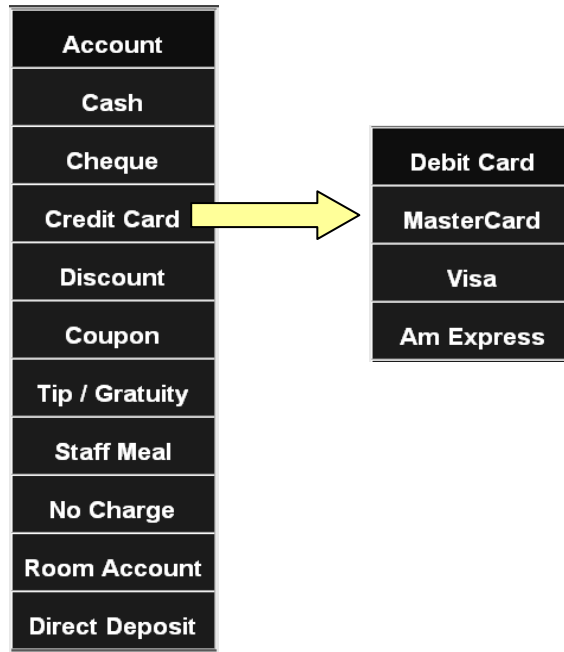 Account
Cash
Cheque
Credit Card
Discount
Coupon
Tip / Gratuity
Staff Meal
No Charge
Room Account
Direct Deposit
Debit Card
MasterCard
Visa
Am Express